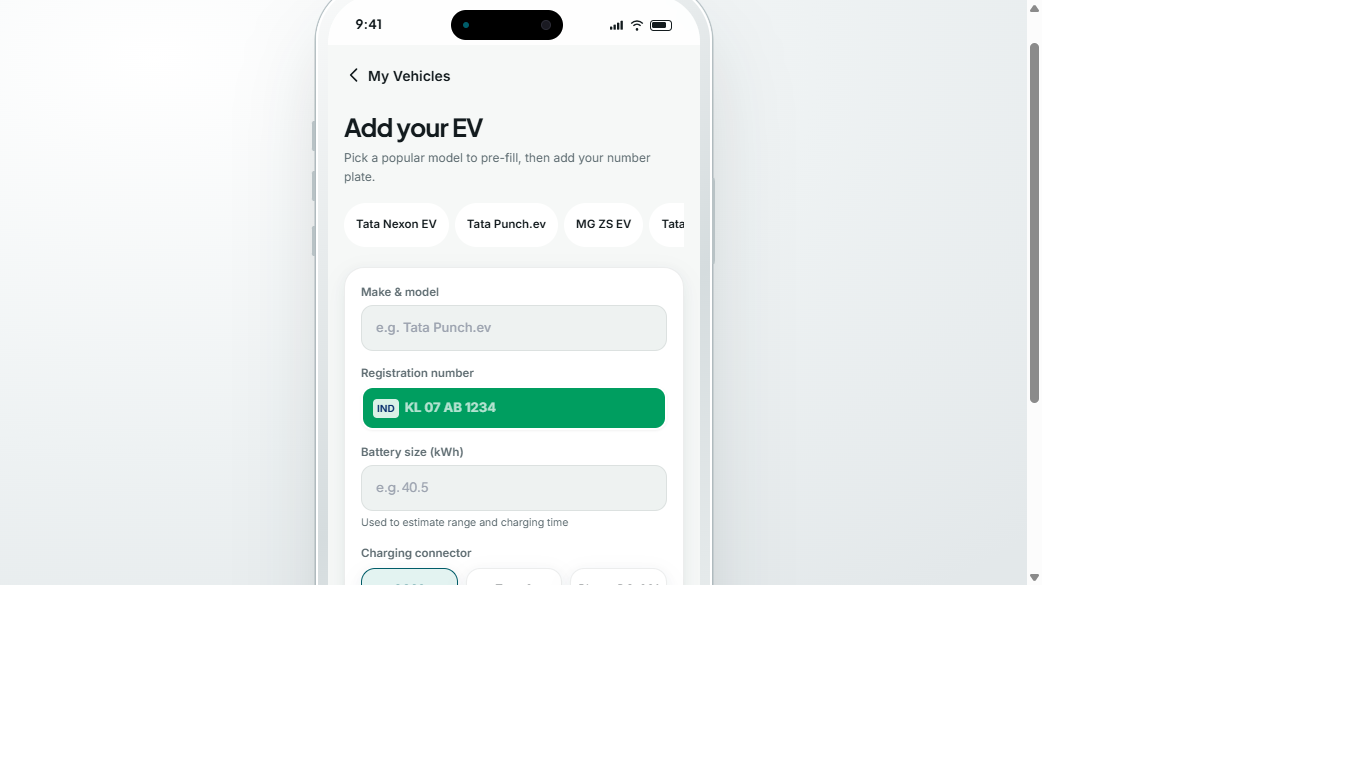 9:41
My Vehicles
Add your EV
Pick a popular model to pre-fill, then add your number
plate.
Tata Nexon EV
Tata Punch.ev
MG ZS EV
Tata
Make & model
e.g. Tata Punch.ev
Registration number
IND KL 07 AB 1234
Battery size (kWh)
e.g. 40.5
Used to estimate range and charging time
Charging connector